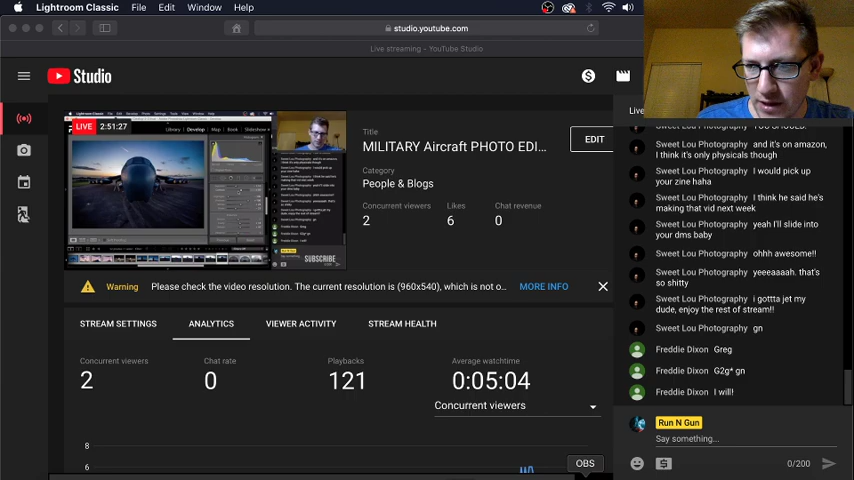 Lightroom Classic File Edit Window Help
studio.youtube.com
Live streaming – YouTube Studio
Studio
LIVE 2:51:27
Library | Develop | Map | Book | Slideshow
SUBSCRIBE
Title
MILITARY Aircraft PHOTO EDI...
EDIT
Category
People & Blogs
Concurrent viewers Likes Chat revenue
2 6 0
Warning Please check the video resolution. The current resolution is (960x540), which is not o... MORE INFO
STREAM SETTINGS ANALYTICS VIEWER ACTIVITY STREAM HEALTH
Concurrent viewers Chat rate Playbacks Average watchtime
2 0 121 0:05:04
Concurrent viewers
8
6
OBS
Sweet Lou Photography and it's on amazon,
I think it's only physicals though
Sweet Lou Photography I would pick up
your zine haha
Sweet Lou Photography I think he said he's
making that vid next week
Sweet Lou Photography yeah I'll slide into
your dms baby
Sweet Lou Photography ohhh awesome!!
Sweet Lou Photography yeeeaaaah. that's
so shitty
Sweet Lou Photography i gottta jet my
dude, enjoy the rest of stream!!
Sweet Lou Photography gn
Freddie Dixon Greg
Freddie Dixon G2g* gn
Freddie Dixon I will!
Run N Gun
Say something...
0/200